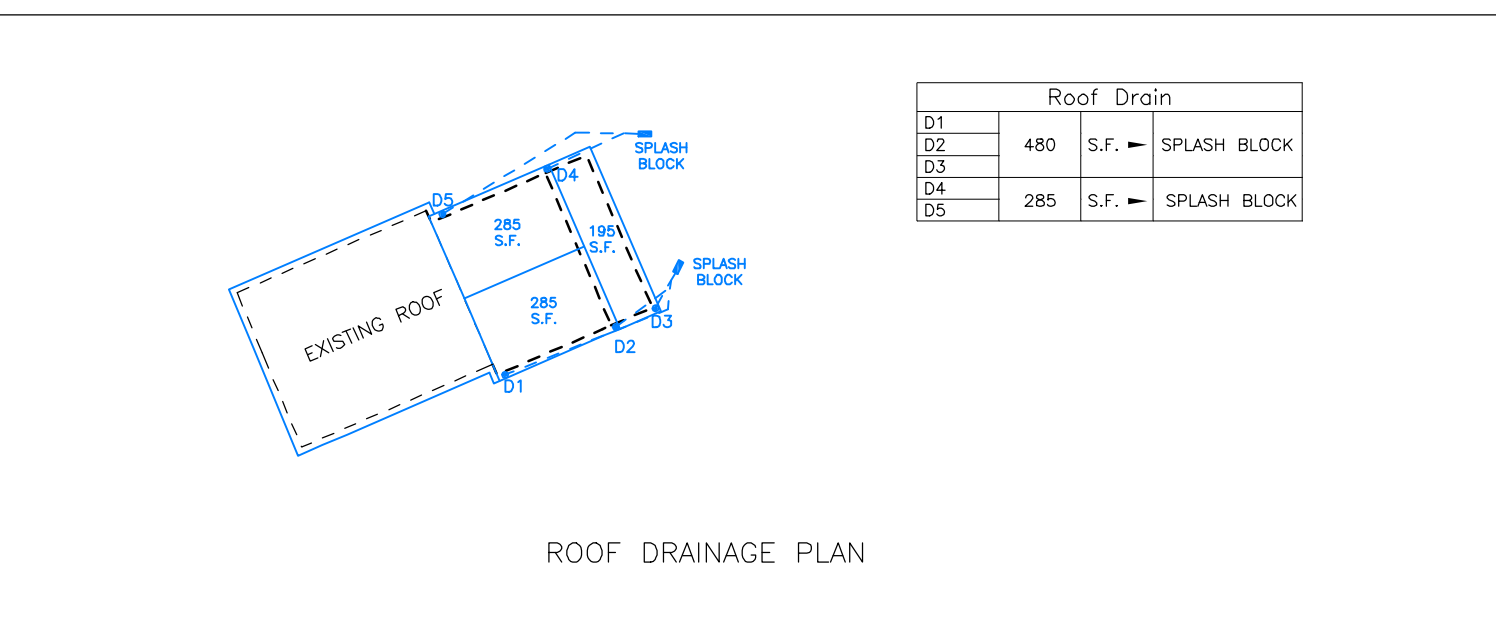 Roof Drain
D1
D2
480 S.F. SPLASH BLOCK
D3
D4
285 S.F. SPLASH BLOCK
D5
SPLASH
BLOCK
D4
D5
285
S.F.
195
S.F.
SPLASH
BLOCK
285
S.F.
EXISTING ROOF
D3
D2
D1
ROOF DRAINAGE PLAN